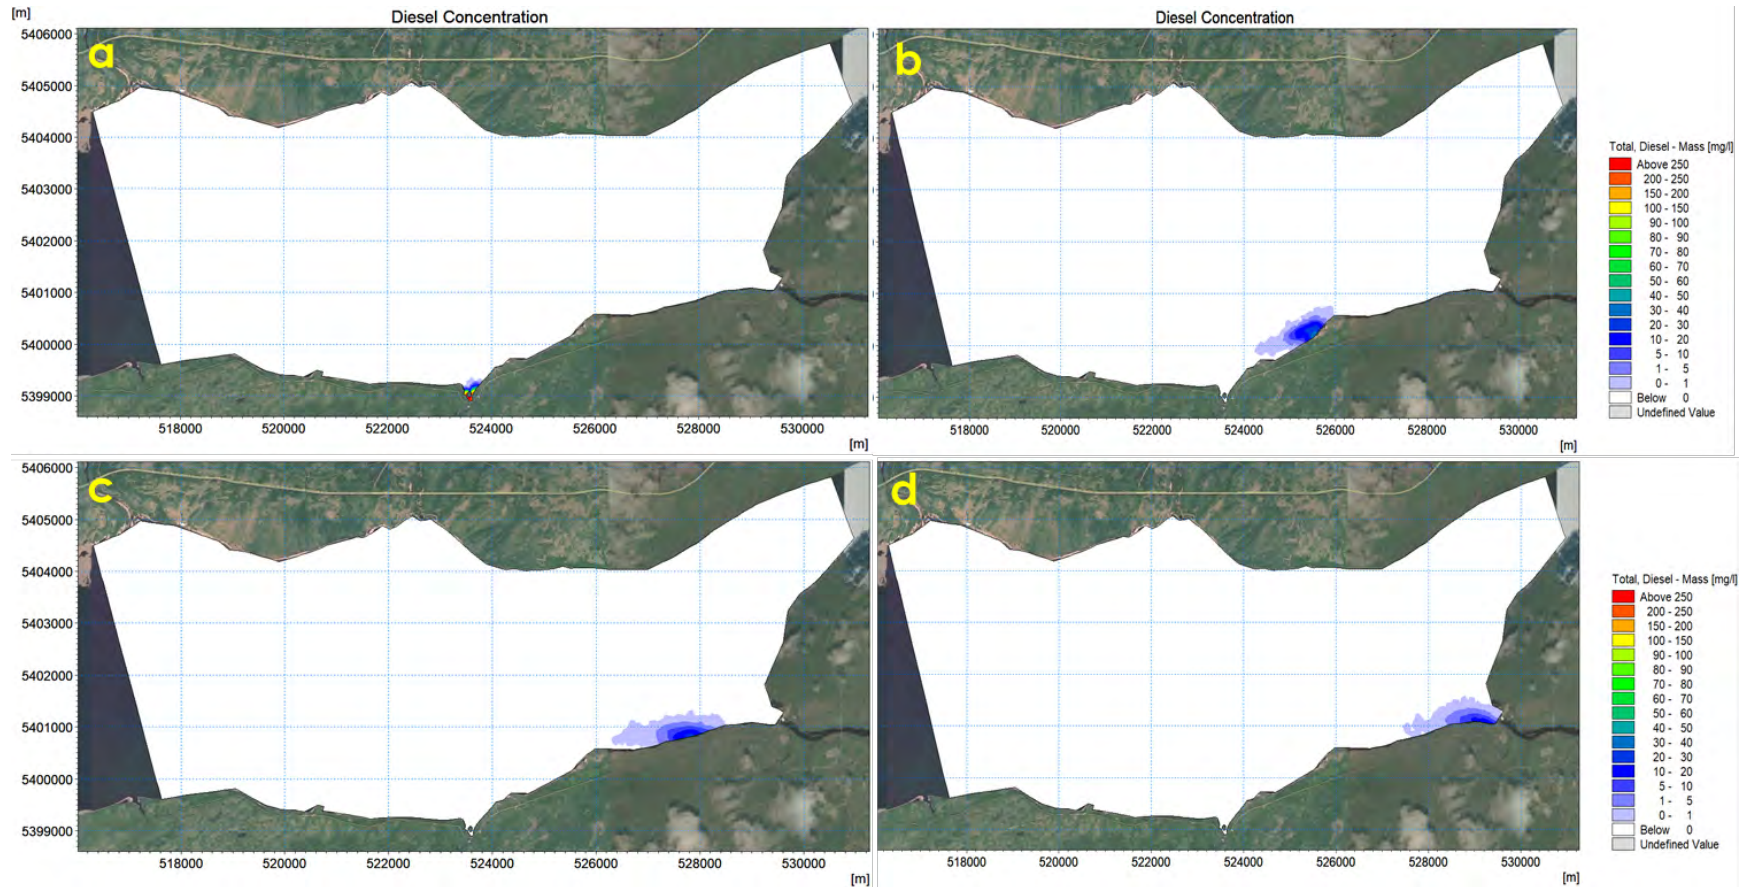 [m]
Diesel Concentration
Diesel Concentration
a
5406000
5405000
5404000
5403000
5402000
5401000
5400000
5399000
518000 520000 522000 524000 526000 528000 530000
[m]
b
518000 520000 522000 524000 526000 528000 530000
[m]
Total, Diesel - Mass [mg/l]
Above 250
200 - 250
150 - 200
100 - 150
90 - 100
80 - 90
70 - 80
60 - 70
50 - 60
40 - 50
30 - 40
20 - 30
10 - 20
5 - 10
1 - 5
0 - 1
Below 0
Undefined Value
c
5406000
5405000
5404000
5403000
5402000
5401000
5400000
5399000
518000 520000 522000 524000 526000 528000 530000
[m]
d
518000 520000 522000 524000 526000 528000 530000
[m]
Total, Diesel - Mass [mg/l]
Above 250
200 - 250
150 - 200
100 - 150
90 - 100
80 - 90
70 - 80
60 - 70
50 - 60
40 - 50
30 - 40
20 - 30
10 - 20
5 - 10
1 - 5
0 - 1
Below 0
Undefined Value